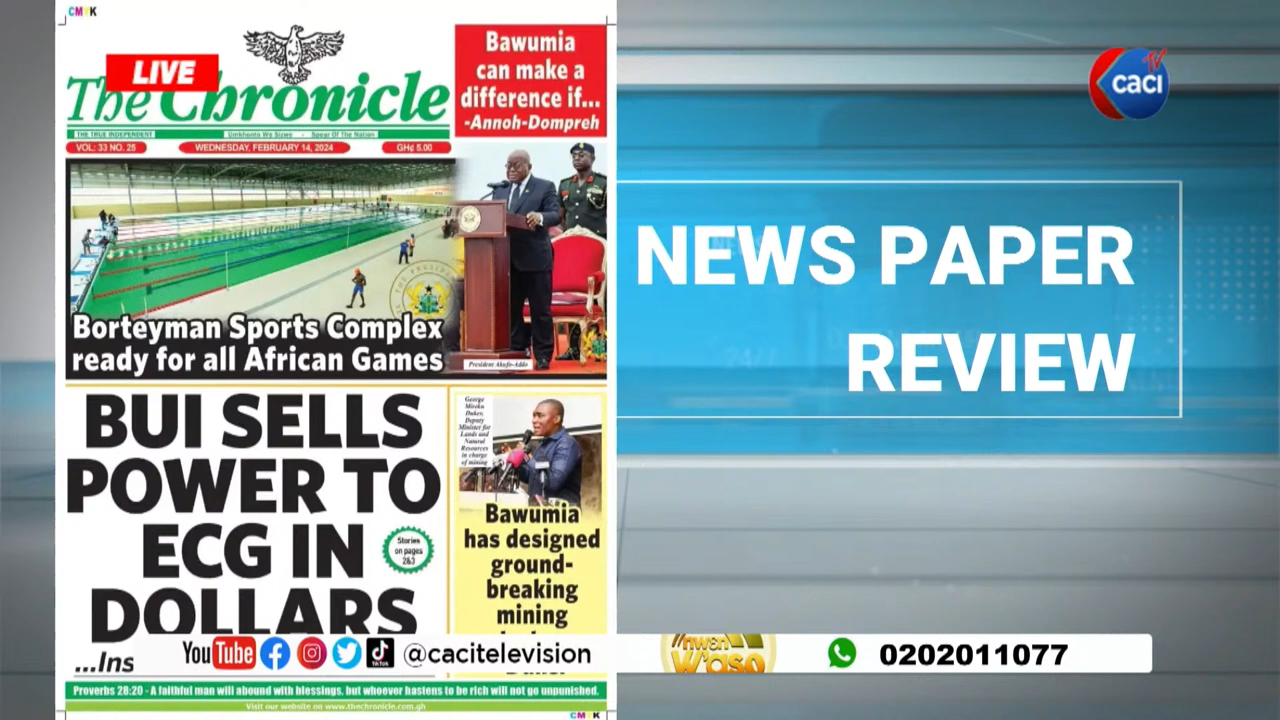 CMYK
LIVE
The Chronicle
THE TRUE INDEPENDENT
Umkhonto We Sizwe - Spear Of The Nation
VOL: 33 NO. 25
WEDNESDAY, FEBRUARY 14, 2024
GH¢ 5.00
Bawumia
can make a
difference if...
-Annoh-Dompreh
Borteyman Sports Complex
ready for all African Games
President Akufo-Addo
BUI SELLS
POWER TO
ECG IN
DOLLARS
...Ins
Stories
on pages
2&3
George
Mireku
Duker,
Deputy
Minister for
Lands and
Natural
Resources
in charge
of mining
Bawumia
has designed
ground-
breaking
mining
Proverbs 28:20 - A faithful man will abound with blessings, but whoever hastens to be rich will not go unpunished.
Visit our website on www.thechronicle.com.gh
CMYK
caci
TV
NEWS PAPER
REVIEW
YouTube
TikTok
@cacitelevision
nwen
W'aso
0202011077